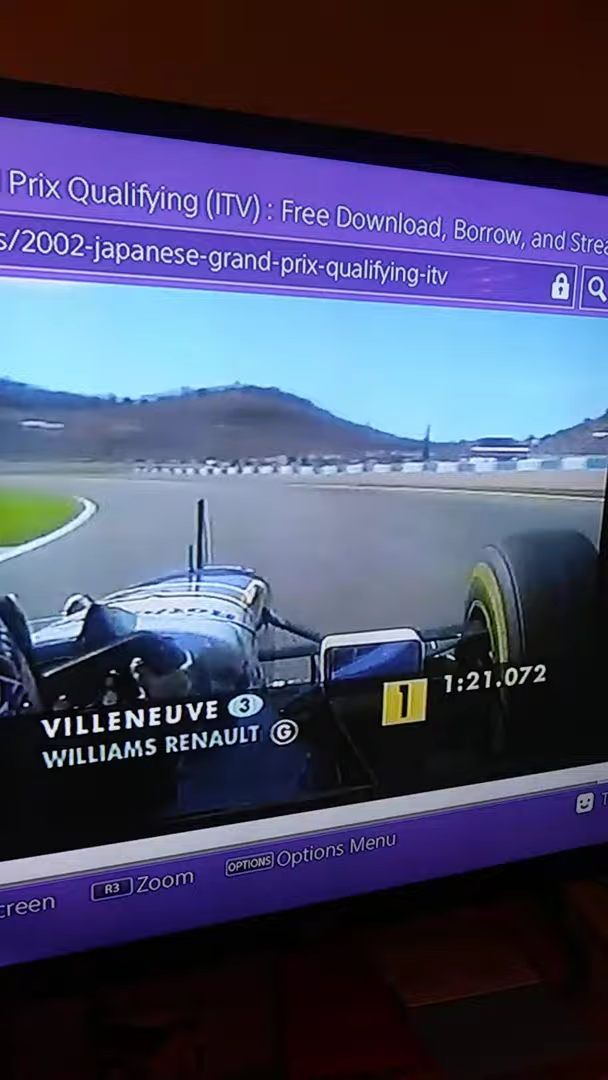 Prix Qualifying (ITV) : Free Download, Borrow, and Strea
s/2002-japanese-grand-prix-qualifying-itv
VILLENEUVE 3
1 1:21.072
WILLIAMS RENAULT G
creen R3 Zoom OPTIONS Options Menu
T